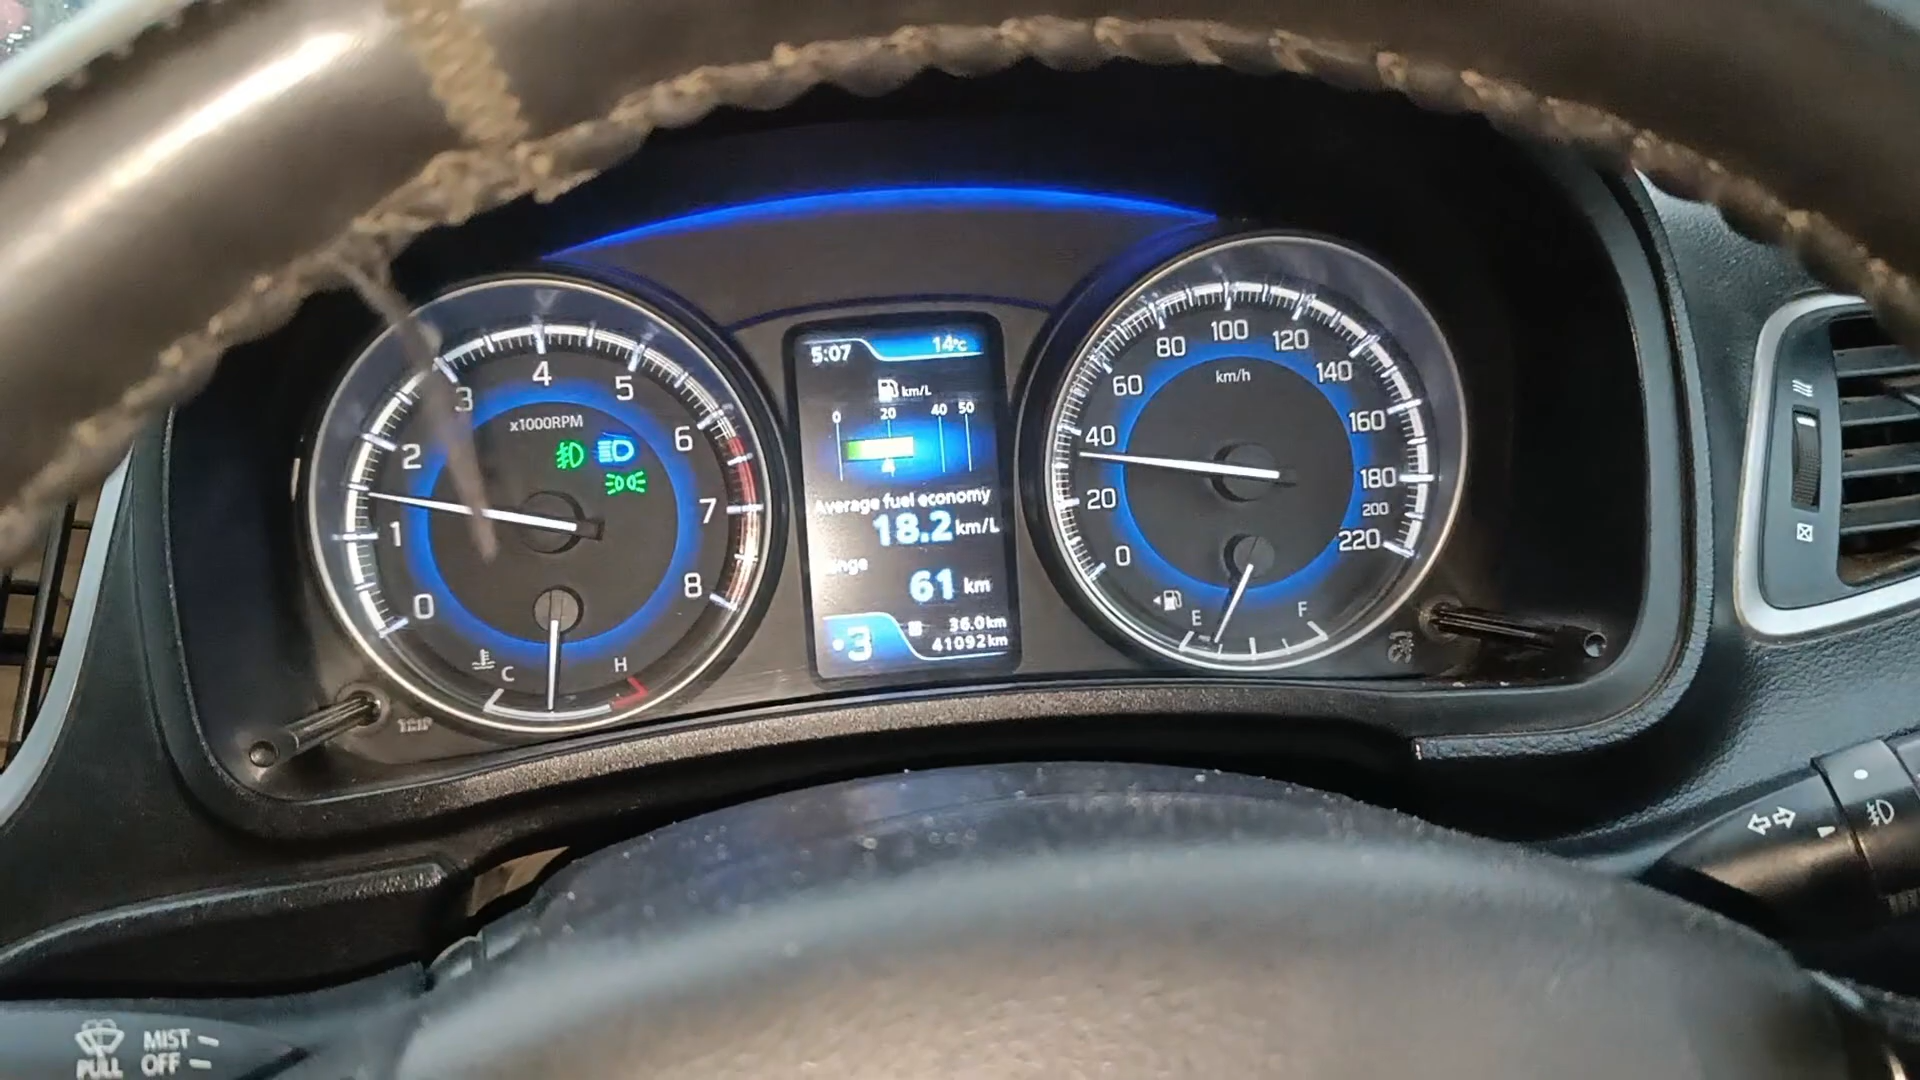 5:07 14°C
km/L
0 20 40 50
Average fuel economy
18.2km/L
61 km
3
36.0km
41092km
0 1 2 3 4 5 6 7 8
x1000RPM
C H
TRIP
0 20 40 60 80 100 120 140 160 180 200 220
km/h
E F
MIST
PULL OFF